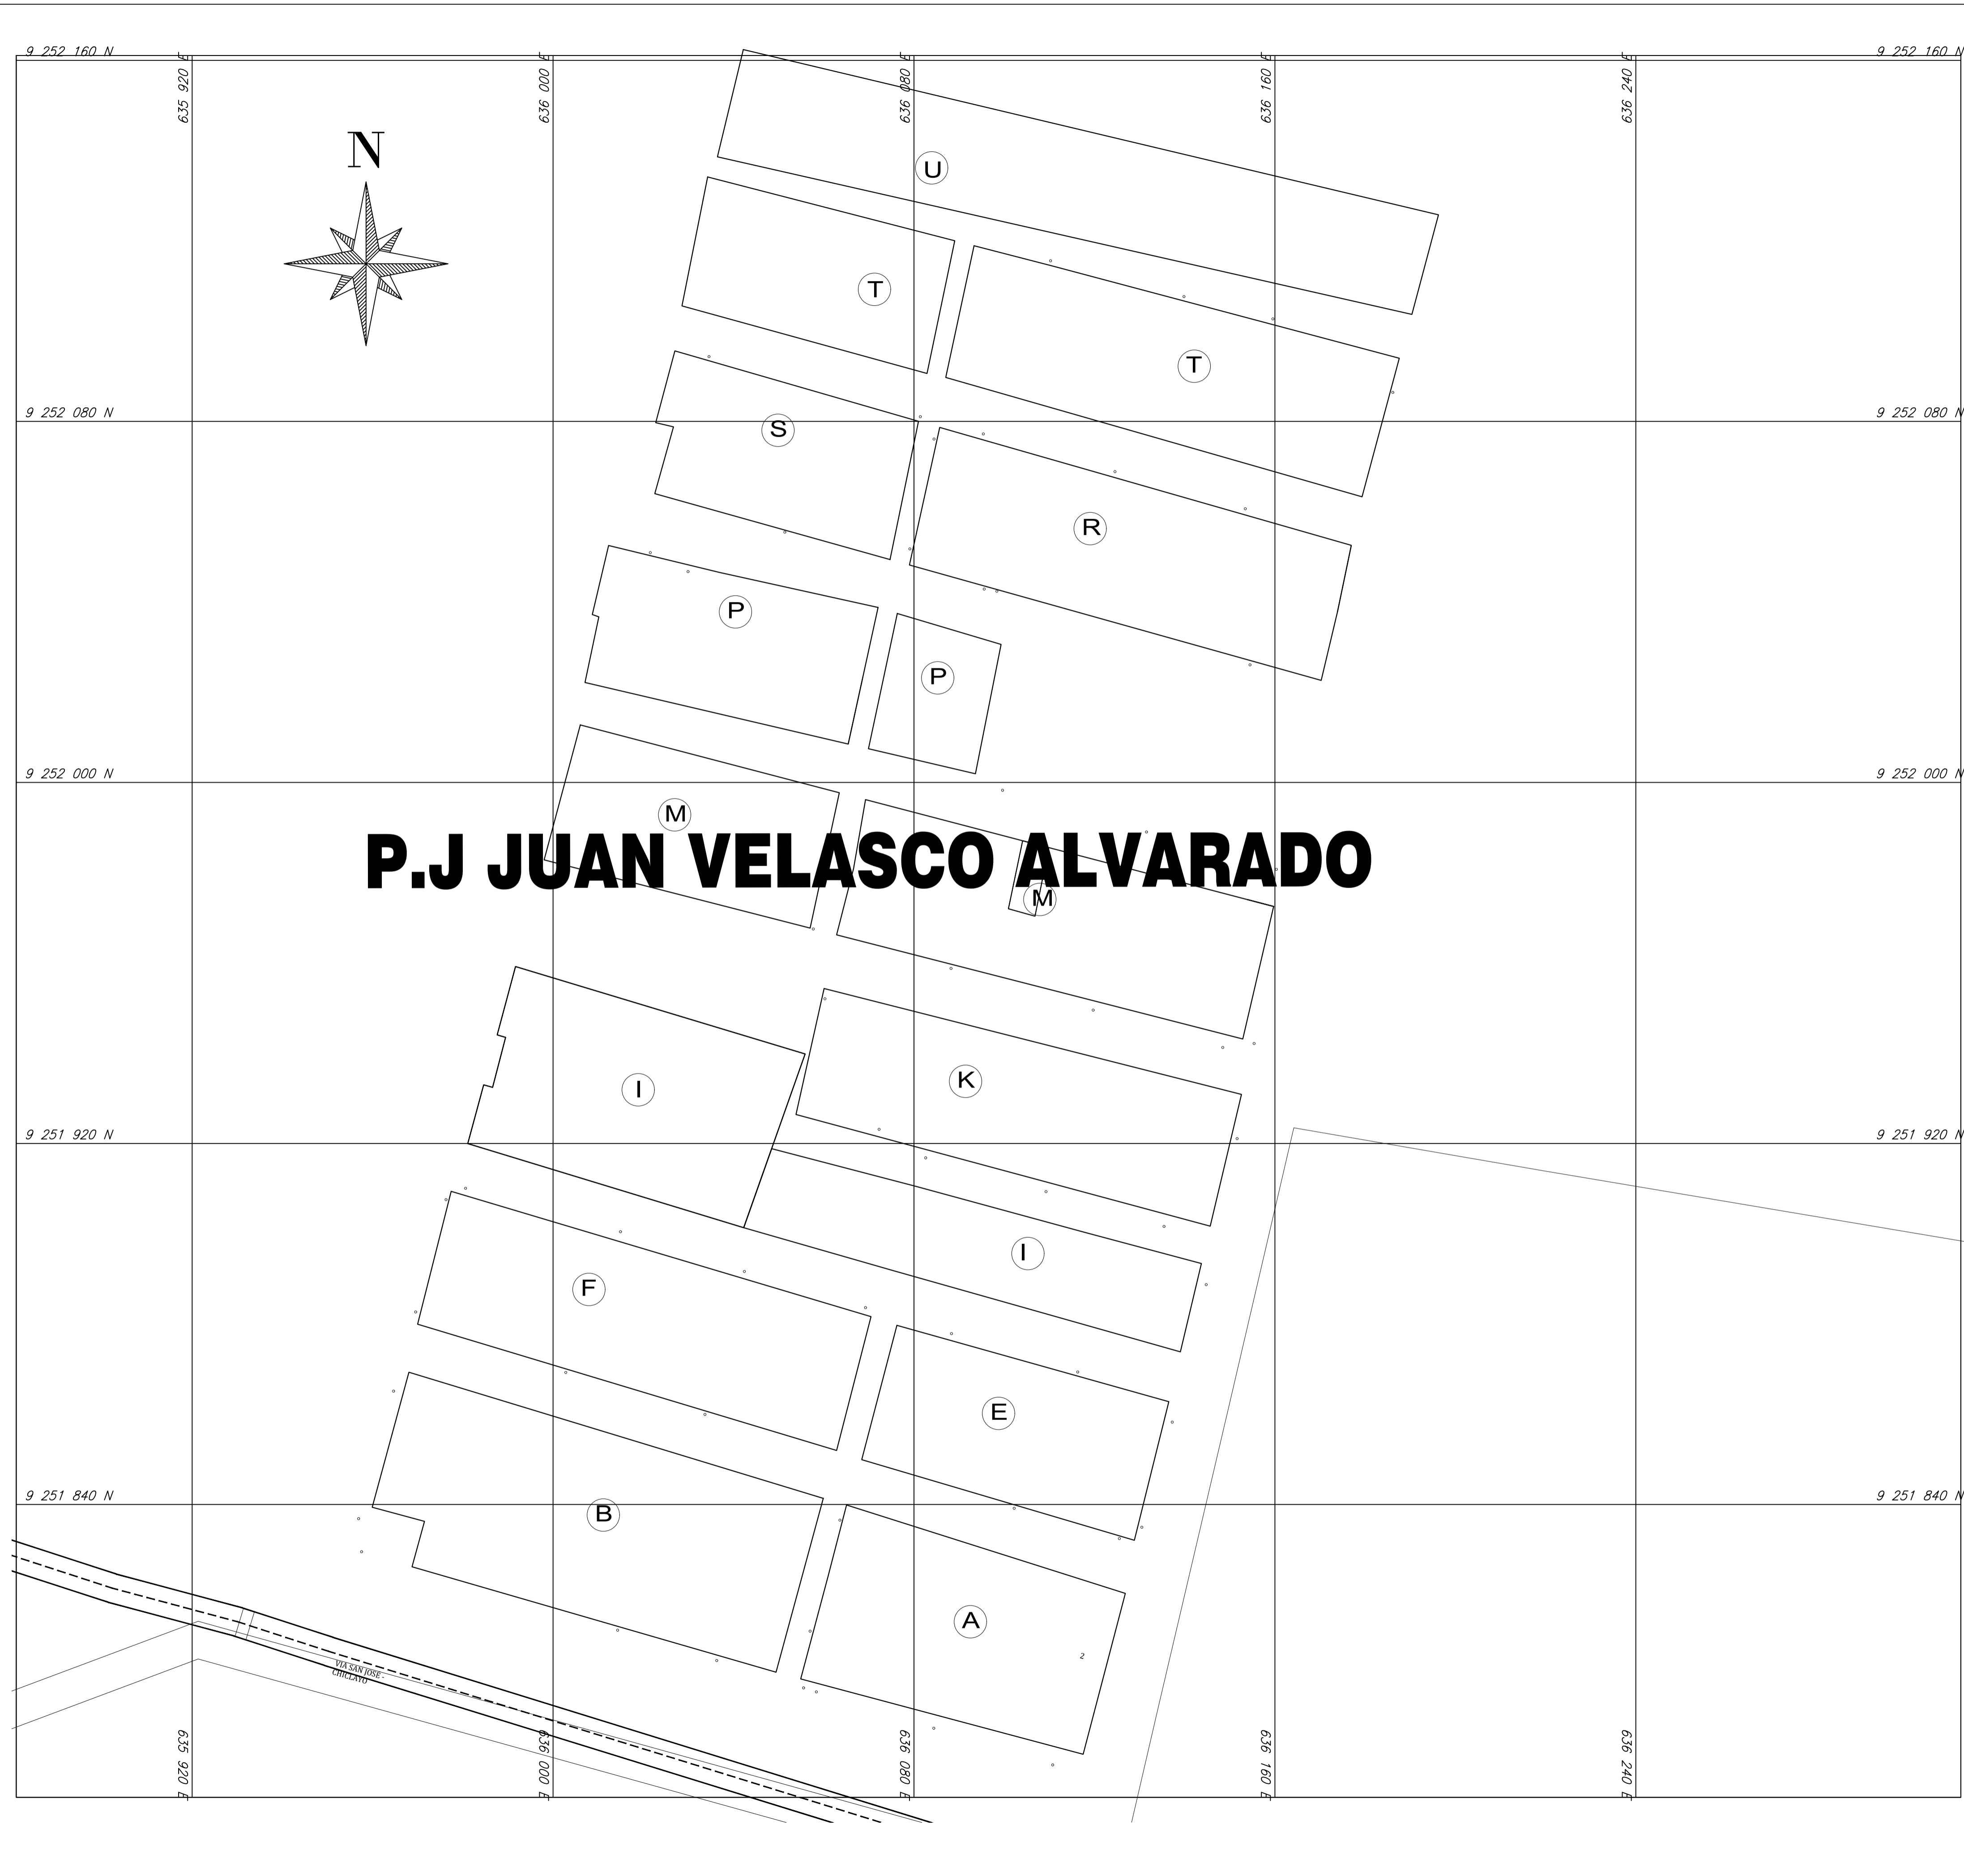 9 252 160 N
9 252 160 N
635 920 E
636 000 E
636 080 E
636 160 E
636 240 E
N
U
T
T
9 252 080 N
9 252 080 N
S
R
P
P
9 252 000 N
9 252 000 N
M
P.J JUAN VELASCO ALVARADO
M
K
I
9 251 920 N
9 251 920 N
I
F
E
9 251 840 N
9 251 840 N
B
A
2
VIA SAN JOSE -
CHICLAYO
635 920 E
636 000 E
636 080 E
636 160 E
636 240 E